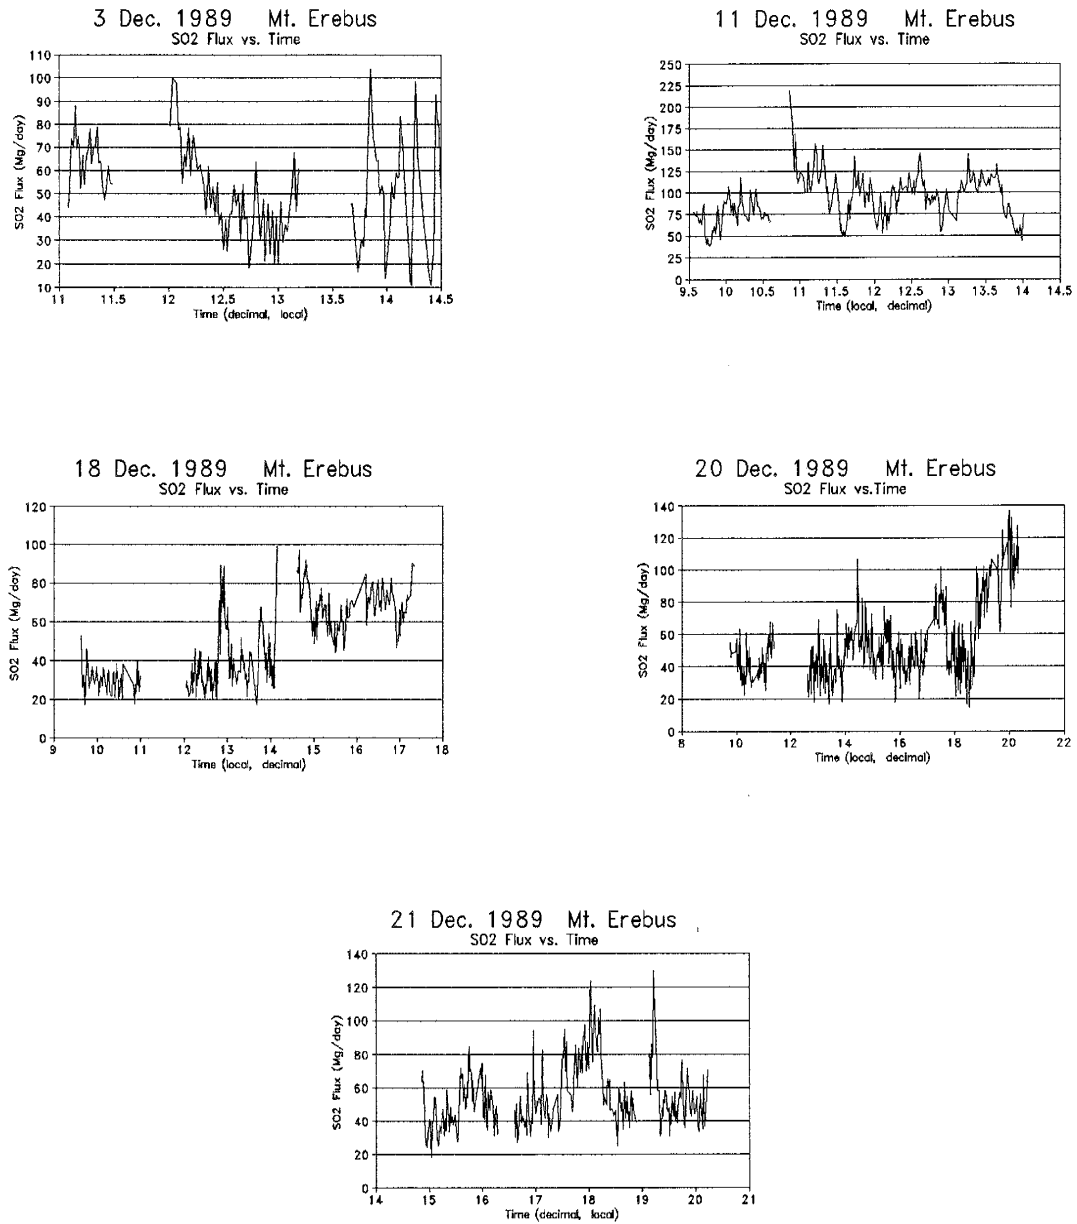 3 Dec. 1989 Mt. Erebus
SO2 Flux vs. Time
SO2 Flux (Mg/day)
110
100
90
80
70
60
50
40
30
20
10
11 11.5 12 12.5 13 13.5 14 14.5
Time (decimal, local)
11 Dec. 1989 Mt. Erebus
SO2 Flux vs. Time
SO2 Flux (Mg/day)
250
225
200
175
150
125
100
75
50
25
0
9.5 10 10.5 11 11.5 12 12.5 13 13.5 14 14.5
Time (local, decimal)
18 Dec. 1989 Mt. Erebus
SO2 Flux vs. Time
SO2 Flux (Mg/day)
120
100
80
60
40
20
0
9 10 11 12 13 14 15 16 17 18
Time (local, decimal)
20 Dec. 1989 Mt. Erebus
SO2 Flux vs.Time
SO2 Flux (Mg/day)
140
120
100
80
60
40
20
0
8 10 12 14 16 18 20 22
Time (local, decimal)
21 Dec. 1989 Mt. Erebus
SO2 Flux vs. Time
SO2 Flux (Mg/day)
140
120
100
80
60
40
20
0
14 15 16 17 18 19 20 21
Time (decimal, local)